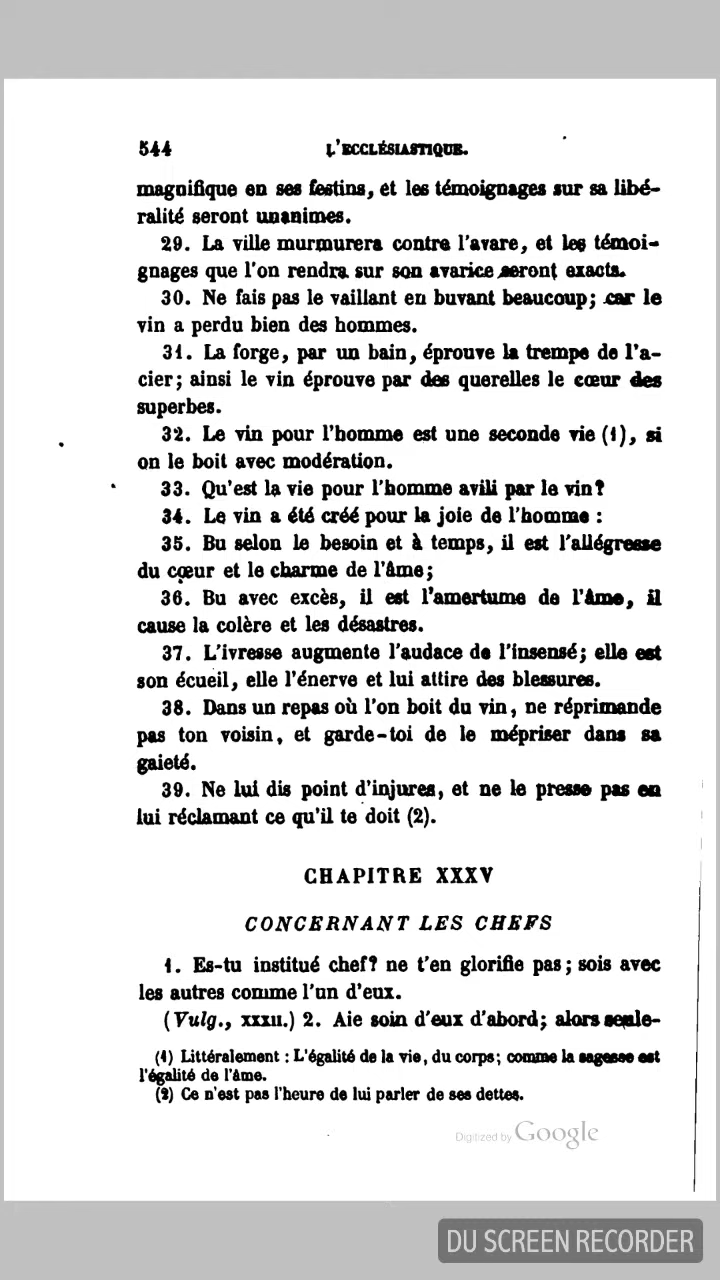 544
L'ECCLÉSIASTIQUE.
magnifique en ses festins, et les témoignages sur sa libé-
ralité seront unanimes.
29. La ville murmurera contre l'avare, et les témoi-
gnages que l'on rendra sur son avarice seront exacts.
30. Ne fais pas le vaillant en buvant beaucoup; car le
vin a perdu bien des hommes.
31. La forge, par un bain, éprouve la trempe de l'a-
cier; ainsi le vin éprouve par des querelles le cœur des
superbes.
32. Le vin pour l'homme est une seconde vie (1), si
on le boit avec modération.
33. Qu'est la vie pour l'homme avili par le vin?
34. Le vin a été créé pour la joie de l'homme :
35. Bu selon le besoin et à temps, il est l'allégresse
du cœur et le charme de l'âme;
36. Bu avec excès, il est l'amertume de l'âme, il
cause la colère et les désastres.
37. L'ivresse augmente l'audace de l'insensé; elle est
son écueil, elle l'énerve et lui attire des blessures.
38. Dans un repas où l'on boit du vin, ne réprimande
pas ton voisin, et garde-toi de le mépriser dans sa
gaieté.
39. Ne lui dis point d'injures, et ne le presse pas en
lui réclamant ce qu'il te doit (2).
CHAPITRE XXXV
CONCERNANT LES CHEFS
1. Es-tu institué chef? ne t'en glorifie pas; sois avec
les autres comme l'un d'eux.
(Vulg., XXXII.) 2. Aie soin d'eux d'abord; alors seule-
(1) Littéralement : L'égalité de la vie, du corps; comme la sagesse est
l'égalité de l'âme.
(2) Ce n'est pas l'heure de lui parler de ses dettes.
Digitized by Google
DU SCREEN RECORDER